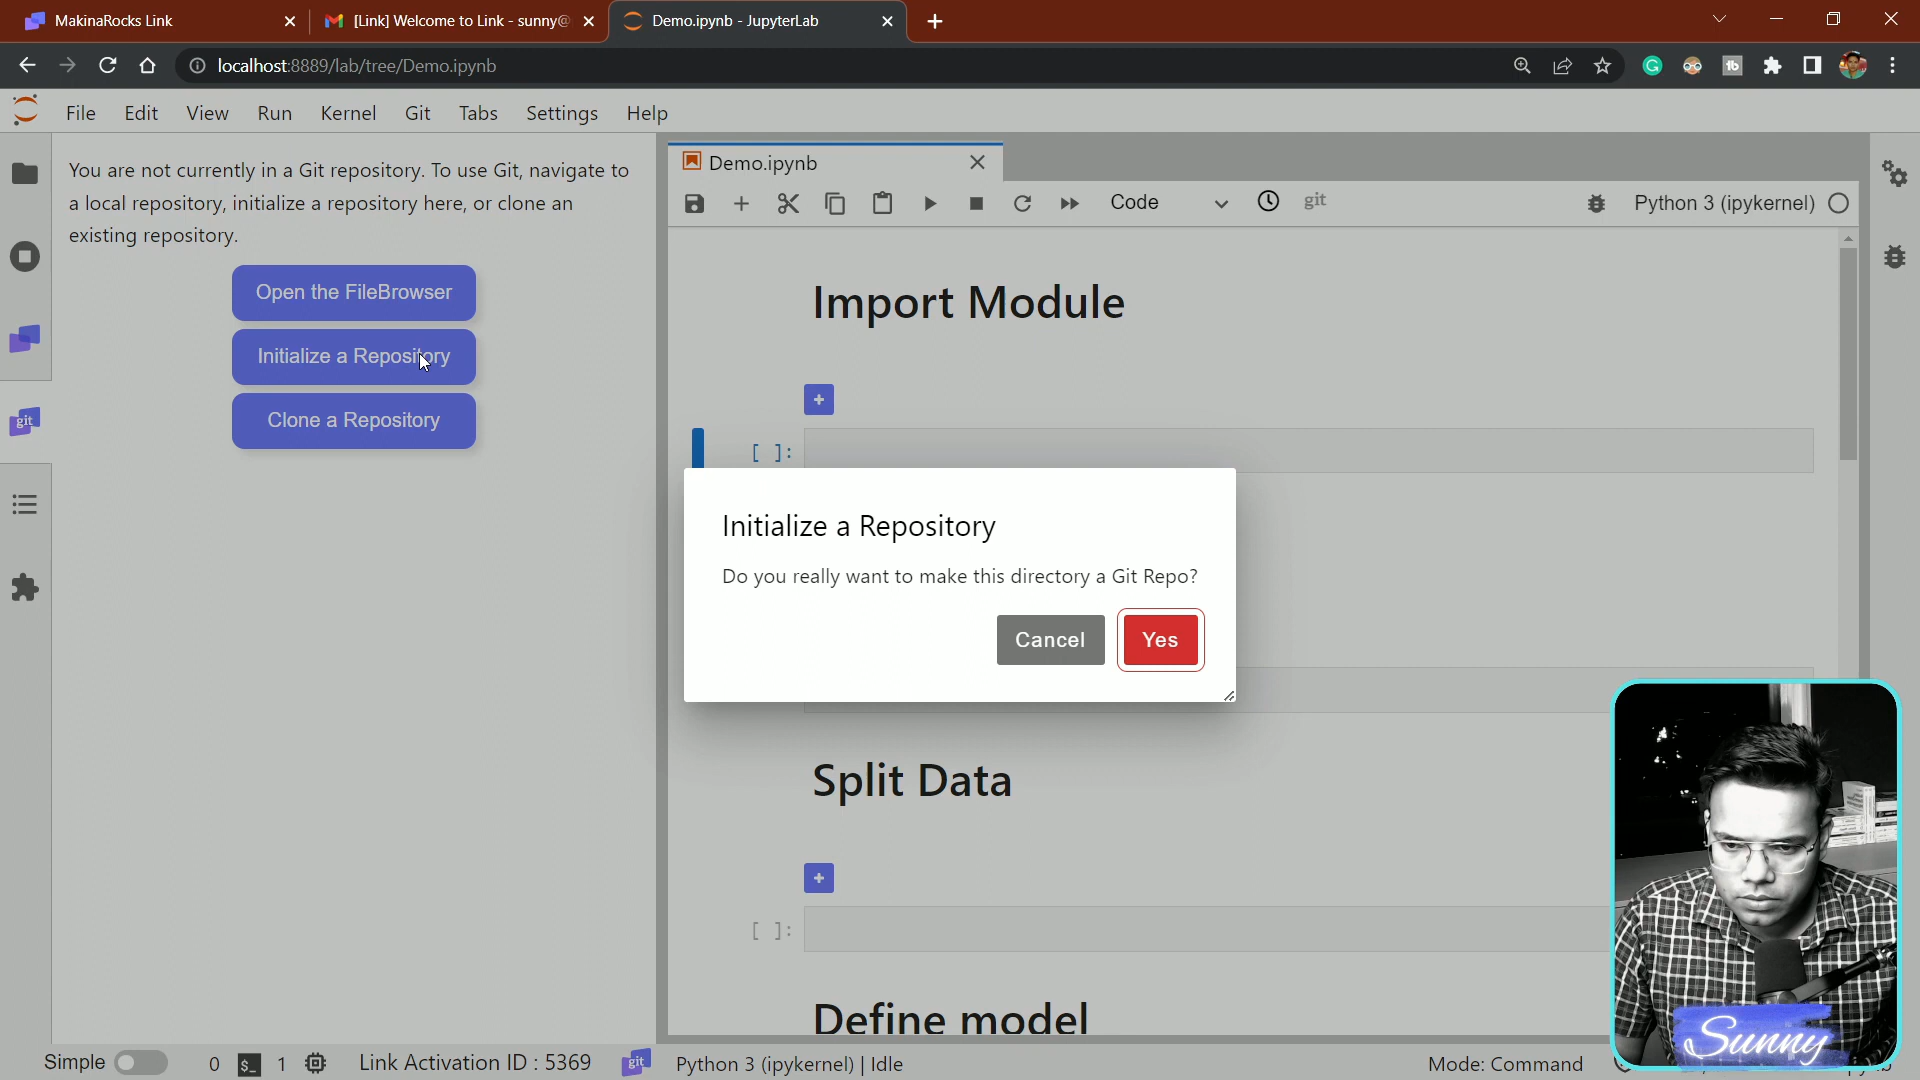 MakinaRocks Link
[Link] Welcome to Link - sunny@
Demo.ipynb - JupyterLab
localhost:8889/lab/tree/Demo.ipynb
File Edit View Run Kernel Git Tabs Settings Help
You are not currently in a Git repository. To use Git, navigate to
a local repository, initialize a repository here, or clone an
existing repository.
Open the FileBrowser
Initialize a Repository
Clone a Repository
git
Demo.ipynb
Code
git
Python 3 (ipykernel)
Import Module
+
[ ]:
Initialize a Repository
Do you really want to make this directory a Git Repo?
Cancel Yes
Split Data
+
[ ]:
Define model
Sunny
Simple 0 $_ 1 Link Activation ID : 5369 git Python 3 (ipykernel) | Idle Mode: Command